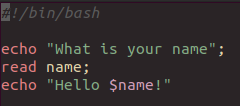 #!/bin/bash
echo "What is your name";
read name;
echo "Hello $name!"